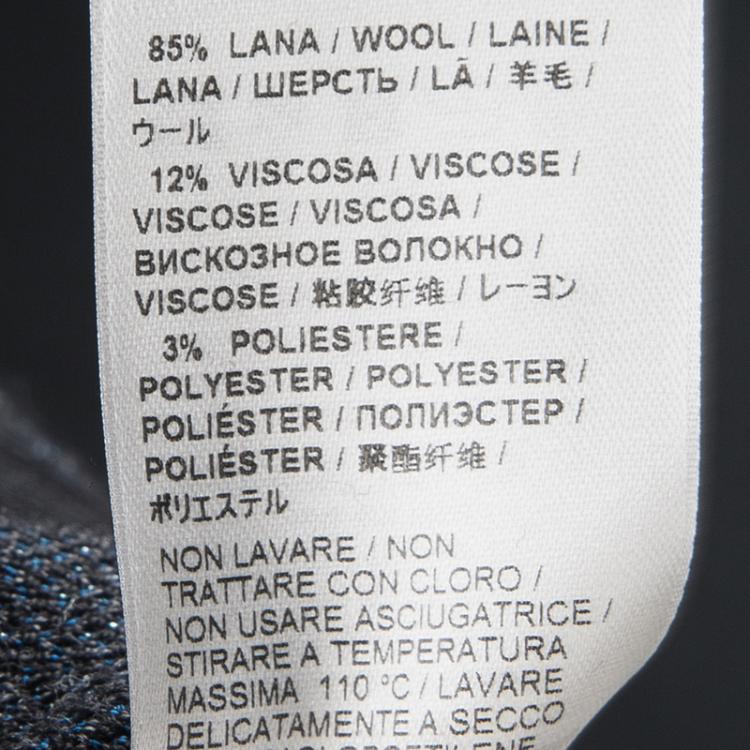 85% LANA / WOOL / LAINE /
LANA / ШЕРСТЬ / LÃ / 羊毛 /
ウール
12% VISCOSA / VISCOSE /
VISCOSE / VISCOSA /
ВИСКОЗНОЕ ВОЛОКНО /
VISCOSE / 粘胶纤维 / レーヨン
3% POLIESTERE /
POLYESTER / POLYESTER /
POLIÉSTER / ПОЛИЭСТЕР /
POLIÉSTER / 聚酯纤维 /
ポリエステル
NON LAVARE / NON
TRATTARE CON CLORO /
NON USARE ASCIUGATRICE /
STIRARE A TEMPERATURA
MASSIMA 110 °C / LAVARE
DELICATAMENTE A SECCO